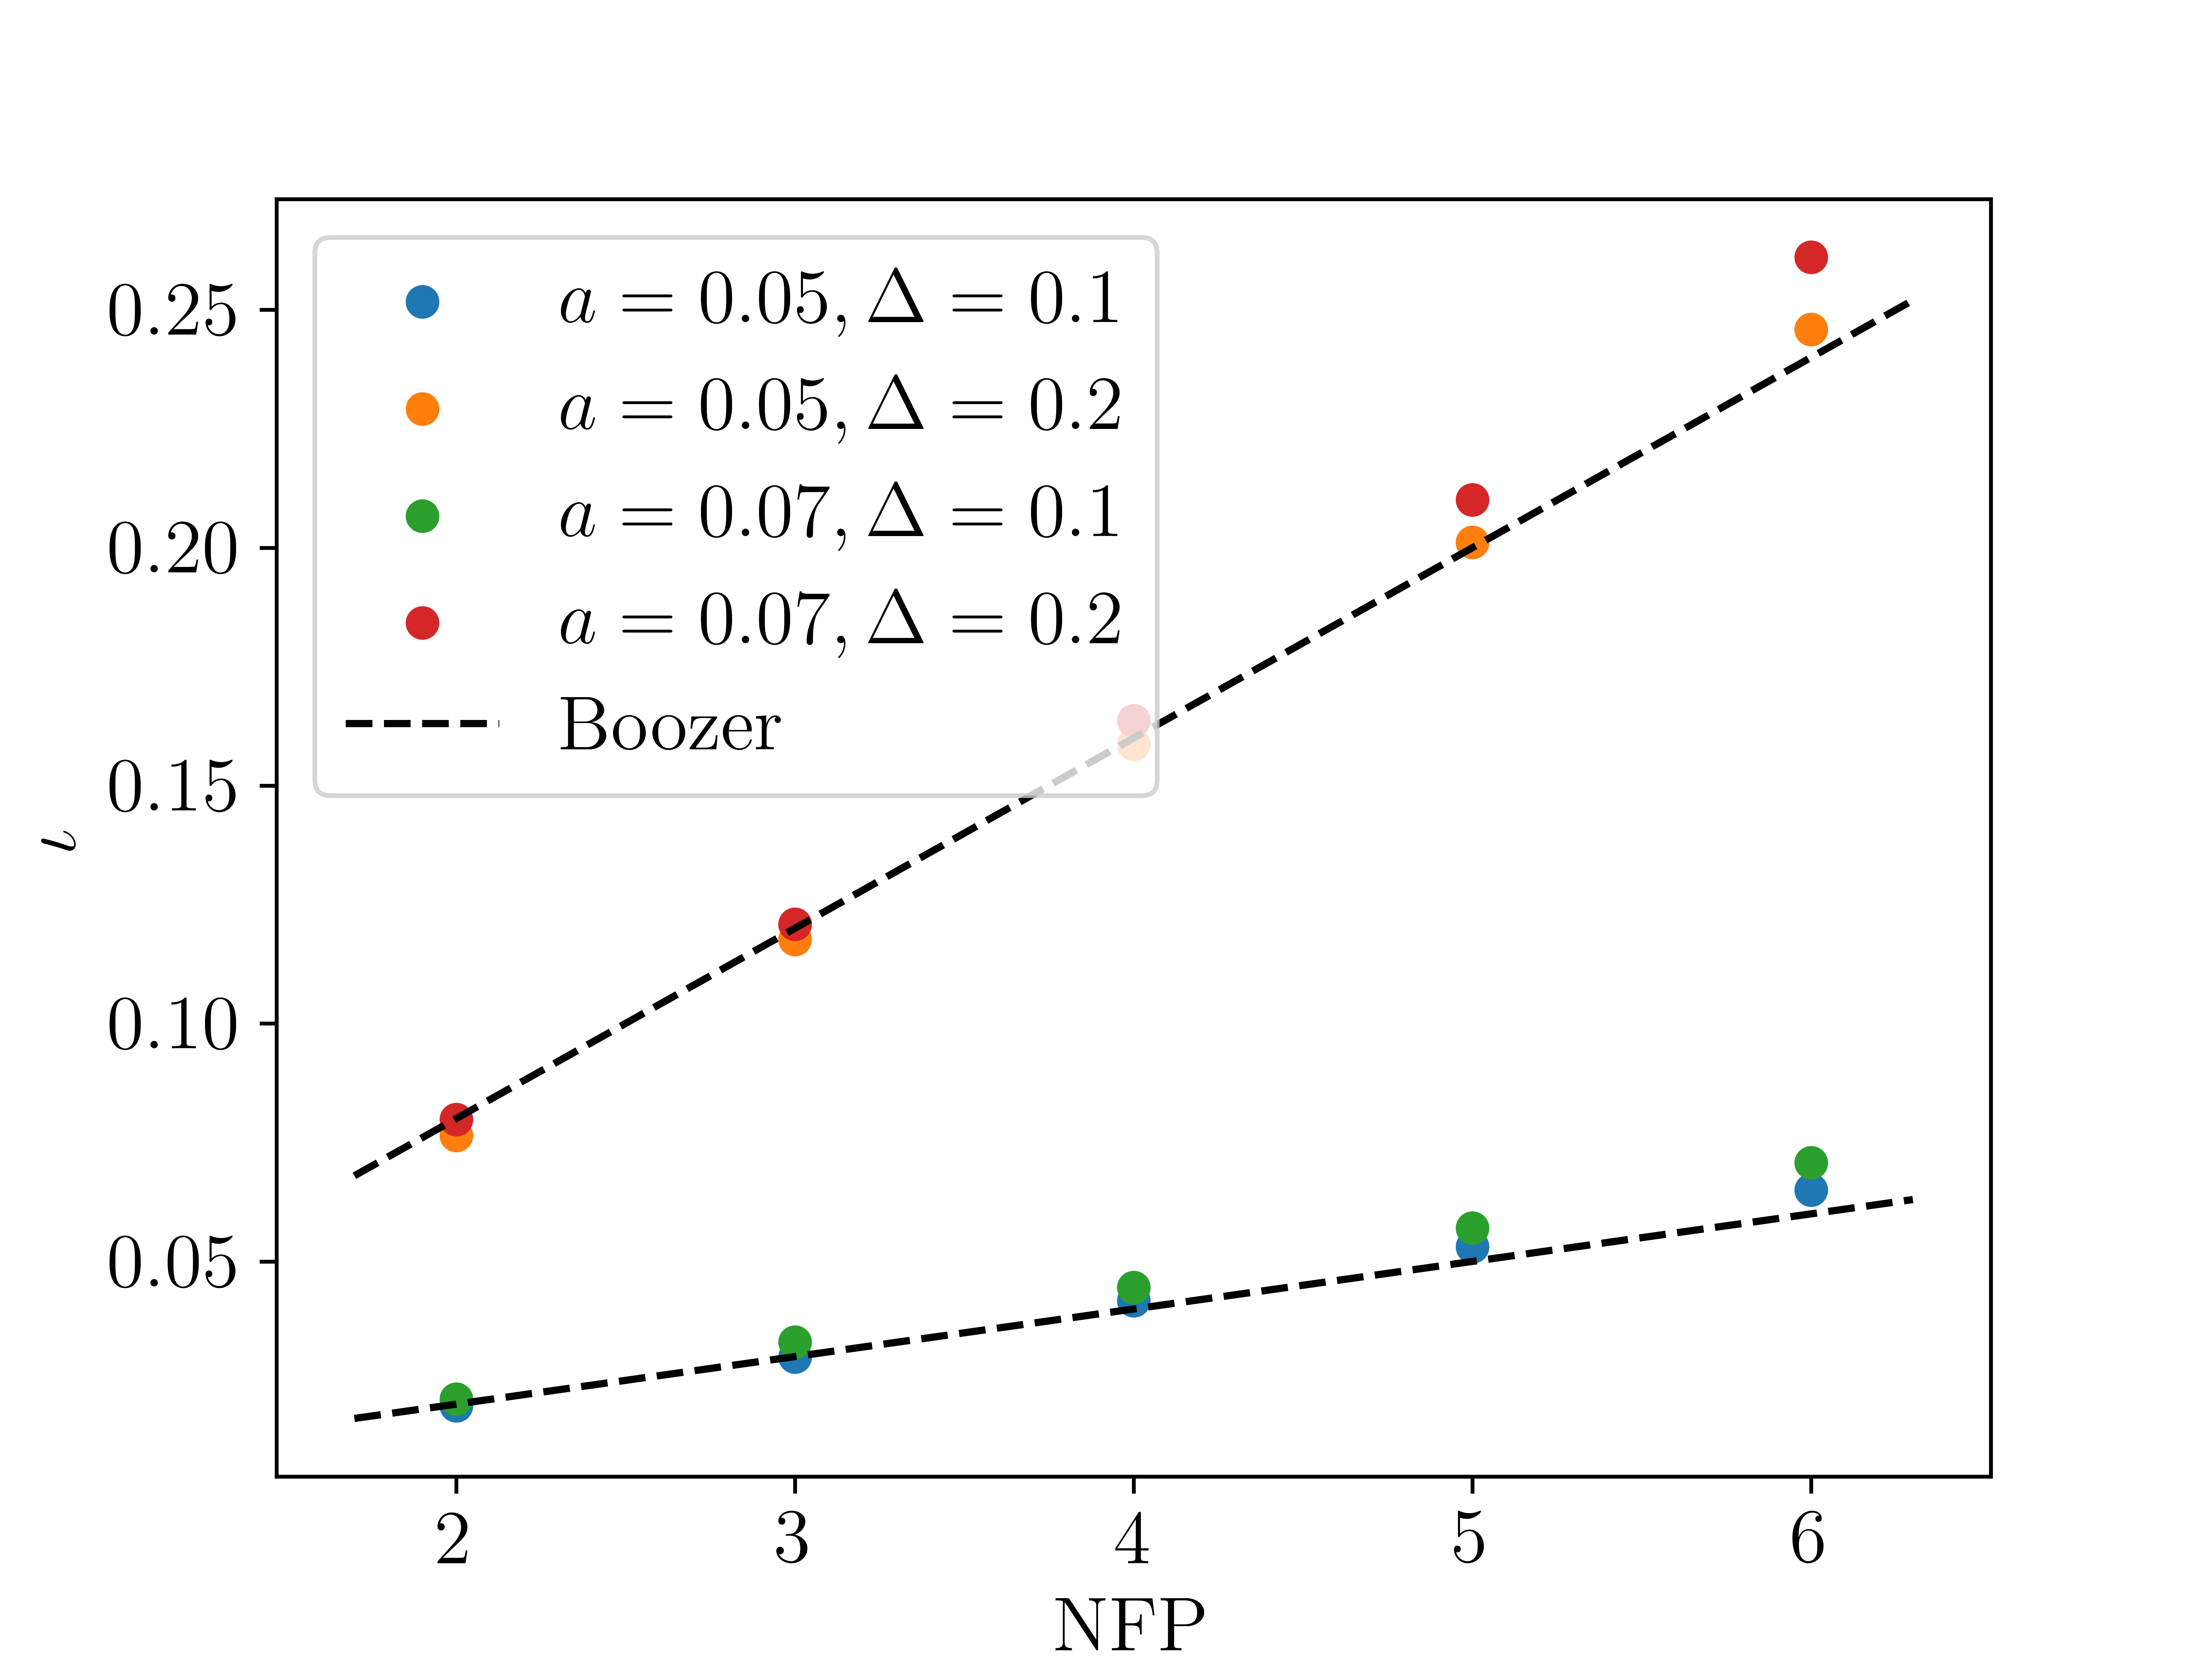 a = 0.05, Δ = 0.1
a = 0.05, Δ = 0.2
a = 0.07, Δ = 0.1
a = 0.07, Δ = 0.2
Boozer
0.25
0.20
0.15
0.10
0.05
ι
2 3 4 5 6
NFP